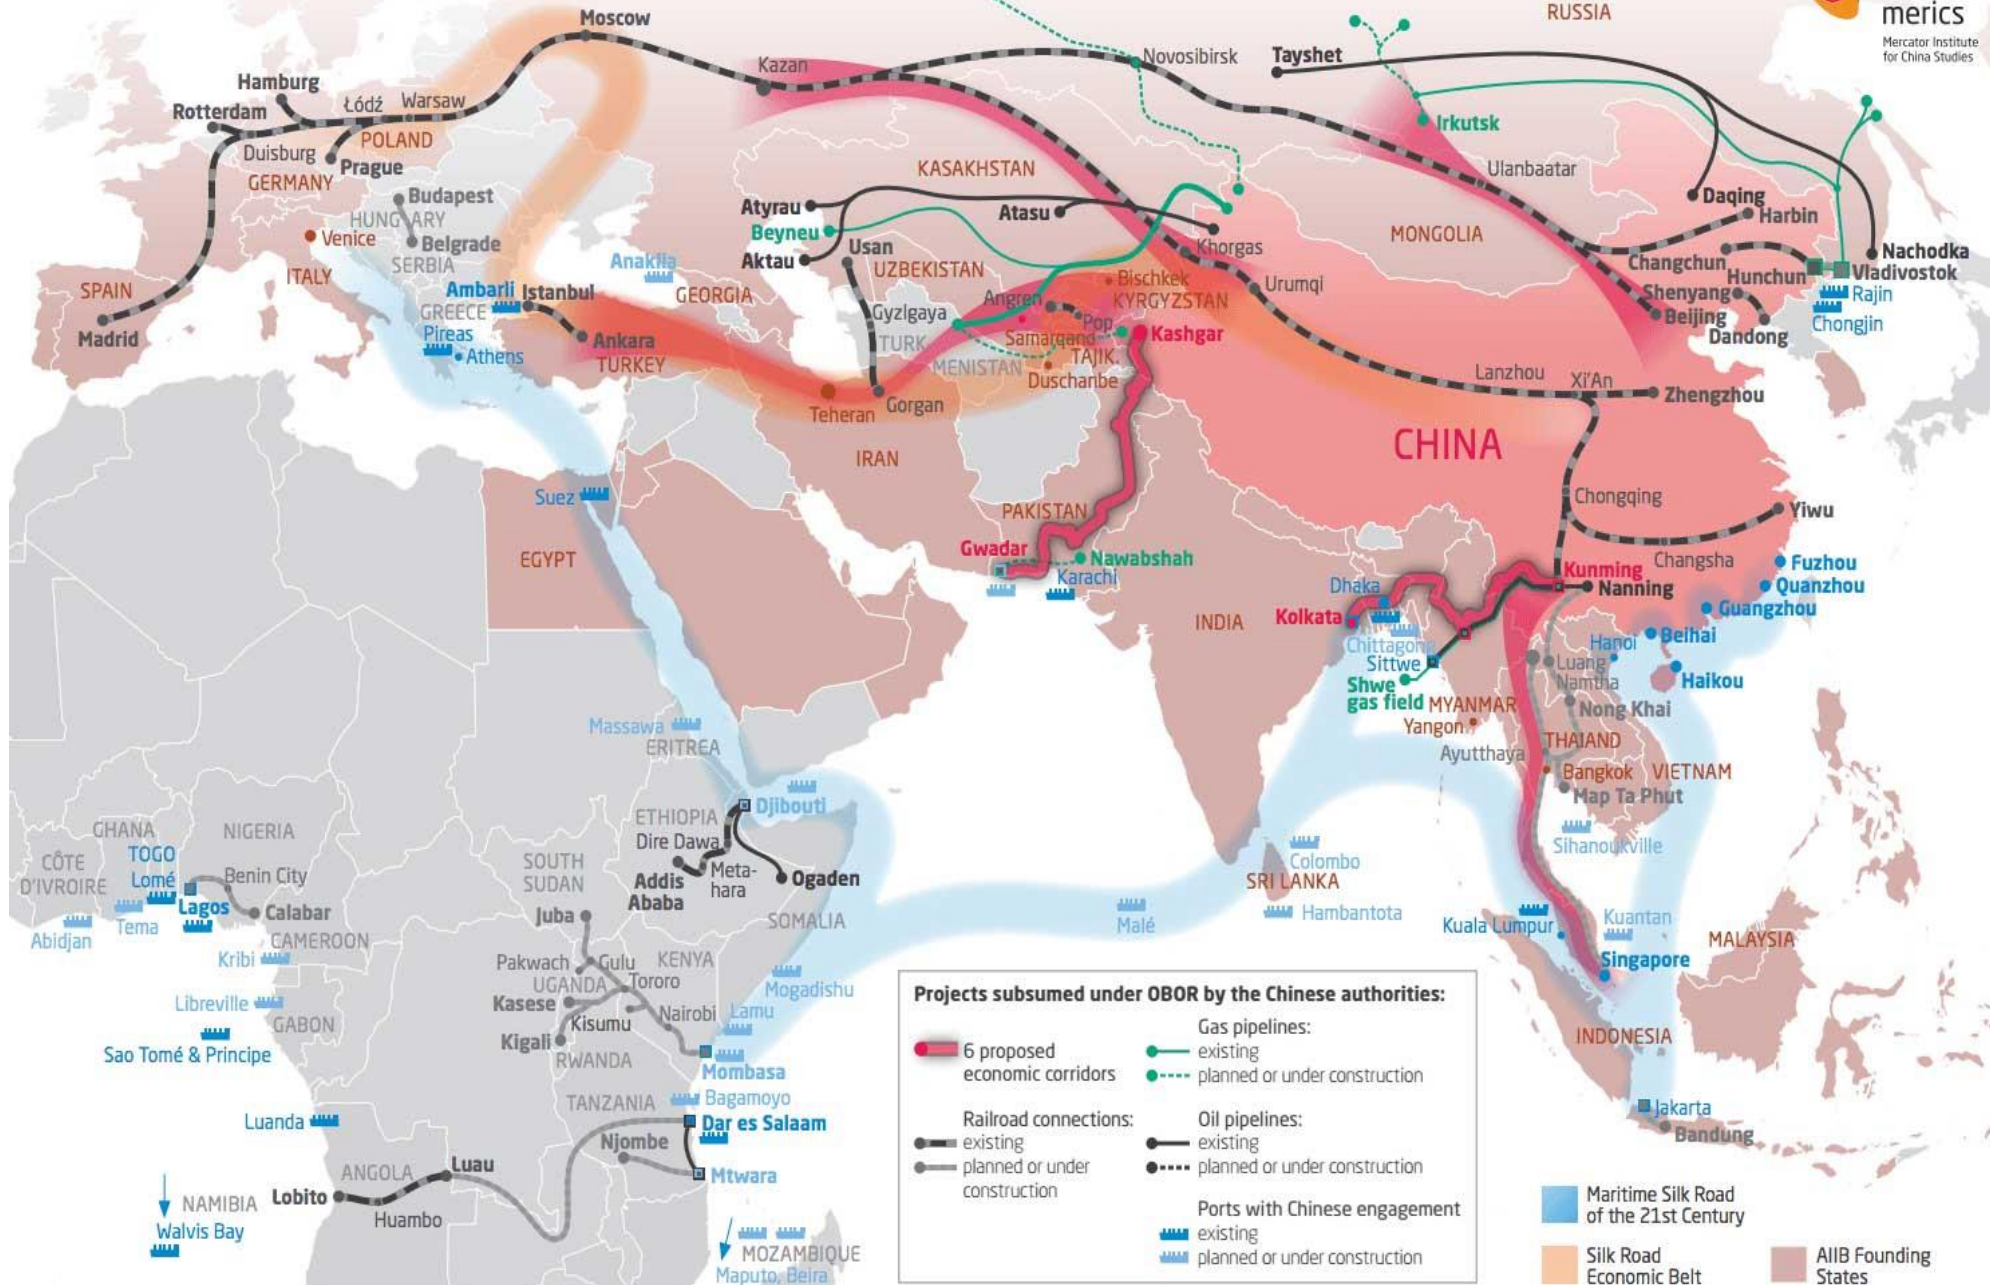 RUSSIA
merics
Mercator Institute
for China Studies
Moscow
Kazan
Novosibirsk
Tayshet
Hamburg
Rotterdam
Łódź
Warsaw
POLAND
Duisburg
Prague
GERMANY
Irkutsk
Ulanbaatar
KASAKHSTAN
Budapest
HUNGARY
Belgrade
SERBIA
Venice
ITALY
Atyrau
Beyneu
Aktau
Usan
Atasu
Khorgas
MONGOLIA
Daqing
Harbin
Changchun
Hunchun
Nachodka
Vladivostok
Rajin
Chongjin
Shenyang
Beijing
Dandong
SPAIN
Madrid
Ambarli
Istanbul
GREECE
Pireas
Athens
Anaklia
GEORGIA
Ankara
TURKEY
UZBEKISTAN
Gyzlgaya
TURK
MENISTAN
Angren
Pop
Samarqand
TAJIK.
Duschanbe
Bischkek
KYRGYZSTAN
Kashgar
Urumqi
Teheran
Gorgan
IRAN
Lanzhou
Xi'An
Zhengzhou
CHINA
Suez
EGYPT
PAKISTAN
Gwadar
Nawabshah
Karachi
Chongqing
Yiwu
Changsha
Fuzhou
Quanzhou
Guangzhou
Kunming
Nanning
Beihai
Hanoi
Haikou
INDIA
Dhaka
Kolkata
Chittagong
Sittwe
Shwe
gas field
MYANMAR
Yangon
Luang
Namtha
Nong Khai
Ayutthaya
THAILAND
Bangkok
VIETNAM
Map Ta Phut
Sihanoukville
Massawa
ERITREA
Djibouti
ETHIOPIA
Dire Dawa
Meta-
hara
Addis
Ababa
Ogaden
SOMALIA
GHANA
NIGERIA
CÔTE
D'IVROIRE
TOGO
Lomé
Benin City
Lagos
Calabar
Abidjan
Tema
CAMEROON
Kribi
Libreville
GABON
Sao Tomé & Principe
SOUTH
SUDAN
Juba
Pakwach
Gulu
KENYA
UGANDA
Tororo
Kasese
Kisumu
Nairobi
Lamu
Mogadishu
Kigali
RWANDA
Mombasa
TANZANIA
Bagamoyo
Dar es Salaam
Njombe
Mtwara
Luanda
ANGOLA
Luau
Lobito
Huambo
NAMIBIA
Walvis Bay
MOZAMBIQUE
Maputo, Beira
Malé
Colombo
SRI LANKA
Hambantota
Kuala Lumpur
Kuantan
Singapore
MALAYSIA
INDONESIA
Jakarta
Bandung
Projects subsumed under OBOR by the Chinese authorities:
6 proposed
economic corridors
Railroad connections:
existing
planned or under
construction
Gas pipelines:
existing
planned or under construction
Oil pipelines:
existing
planned or under construction
Ports with Chinese engagement
existing
planned or under construction
Maritime Silk Road
of the 21st Century
Silk Road
Economic Belt
AIIB Founding
States